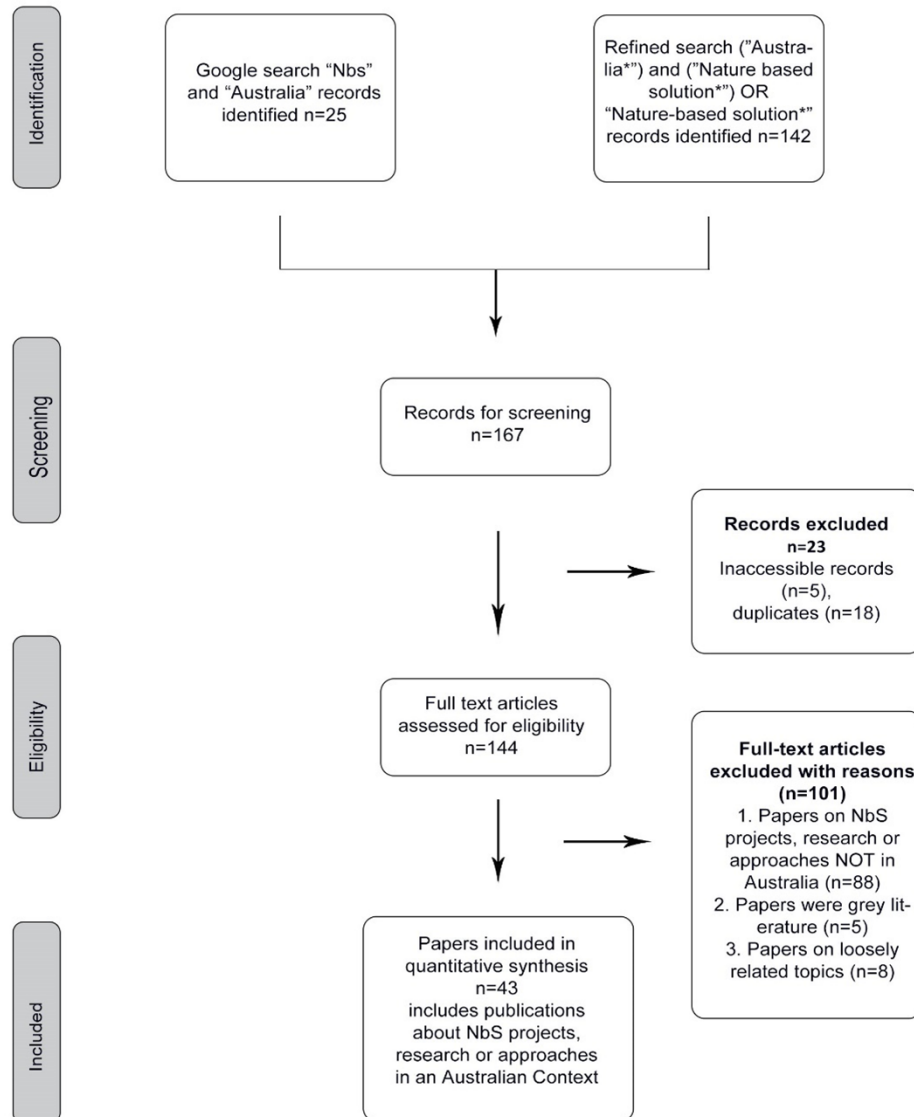 Identification
Google search “Nbs”
and “Australia” records
identified n=25
Refined search (”Austra-
lia*”) and (”Nature based
solution*”) OR
“Nature-based solution*”
records identified n=142
Screening
Records for screening
n=167
Records excluded
n=23
Inaccessible records
(n=5),
duplicates (n=18)
Eligibility
Full text articles
assessed for eligibility
n=144
Full-text articles
excluded with reasons
(n=101)
1. Papers on NbS
projects, research or
approaches NOT in
Australia (n=88)
2. Papers were grey lit-
erature (n=5)
3. Papers on loosely
related topics (n=8)
Included
Papers included in
quantitative synthesis
n=43
includes publications
about NbS projects,
research or approaches
in an Australian Context